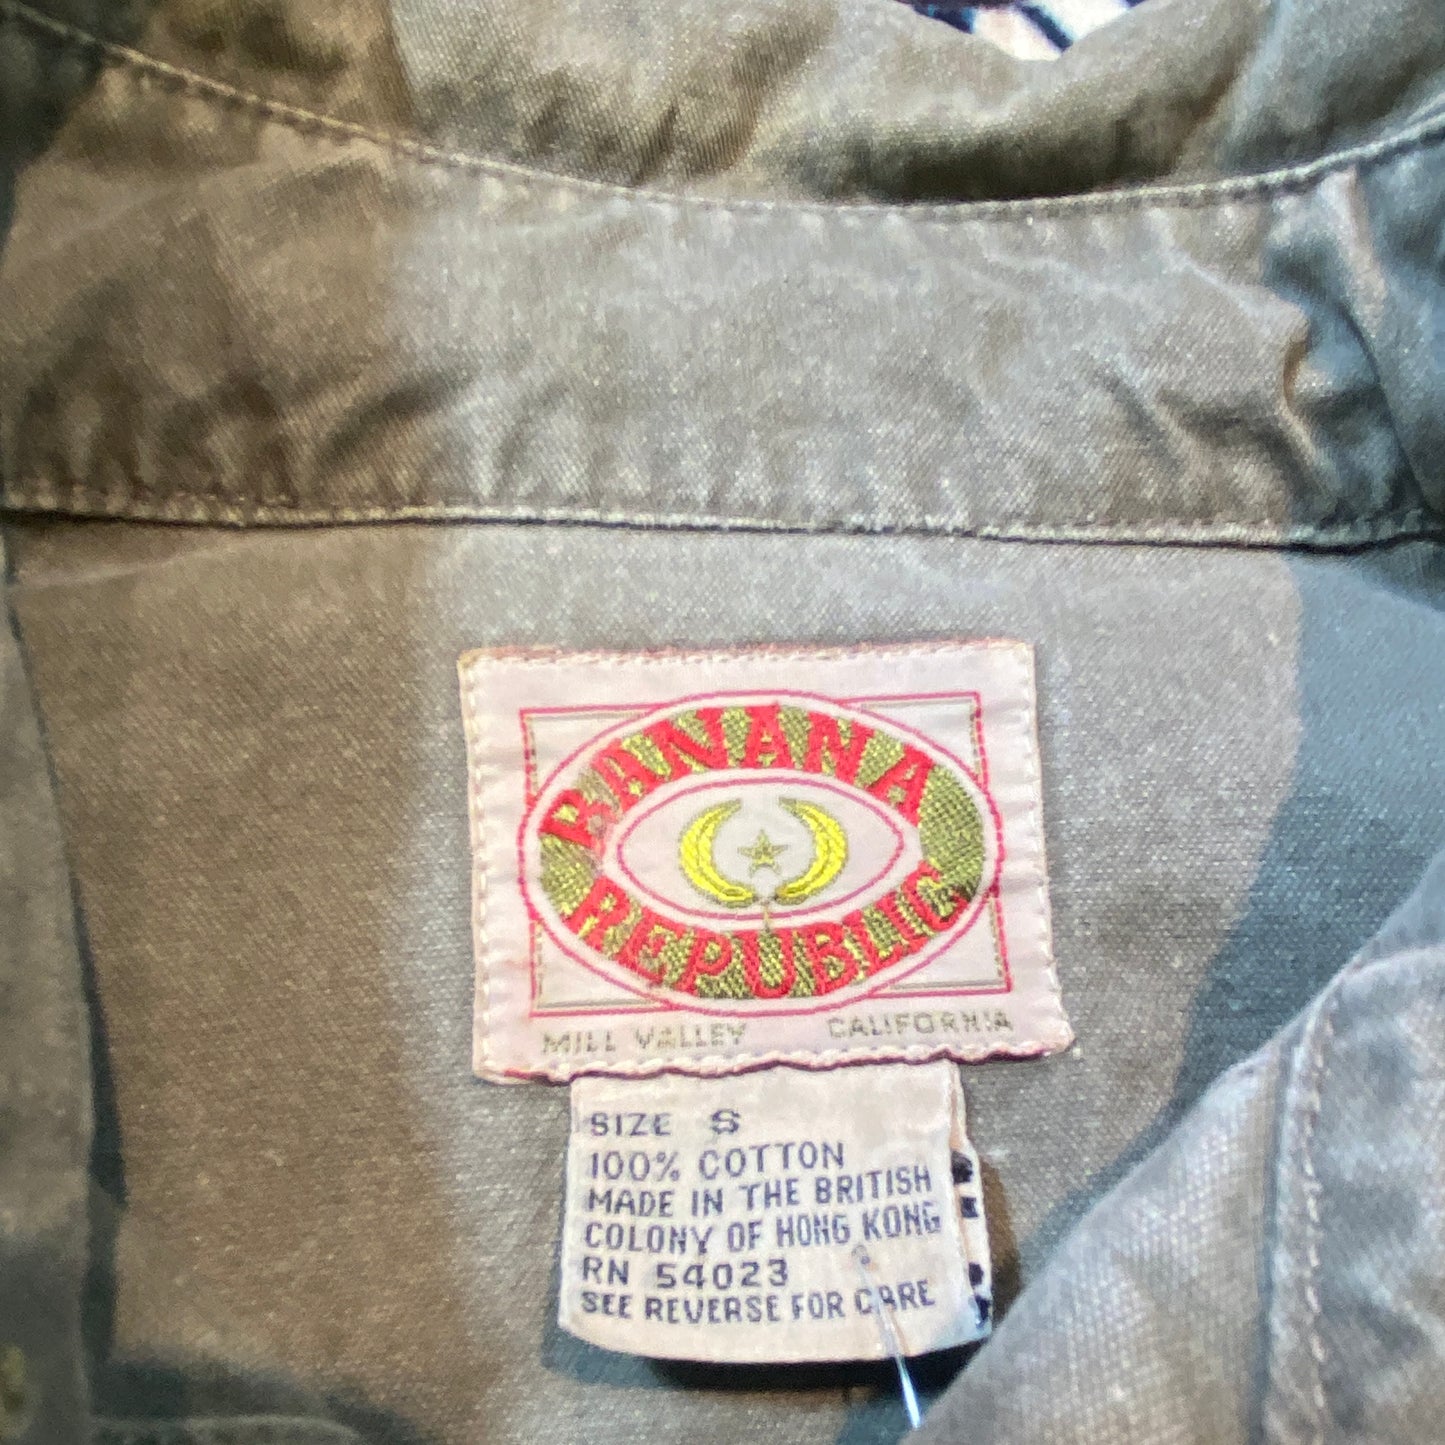 BANANA
REPUBLIC
MILL VALLEY CALIFORNIA
SIZE S
100% COTTON
MADE IN THE BRITISH
COLONY OF HONG KONG
RN 54023
SEE REVERSE FOR CARE